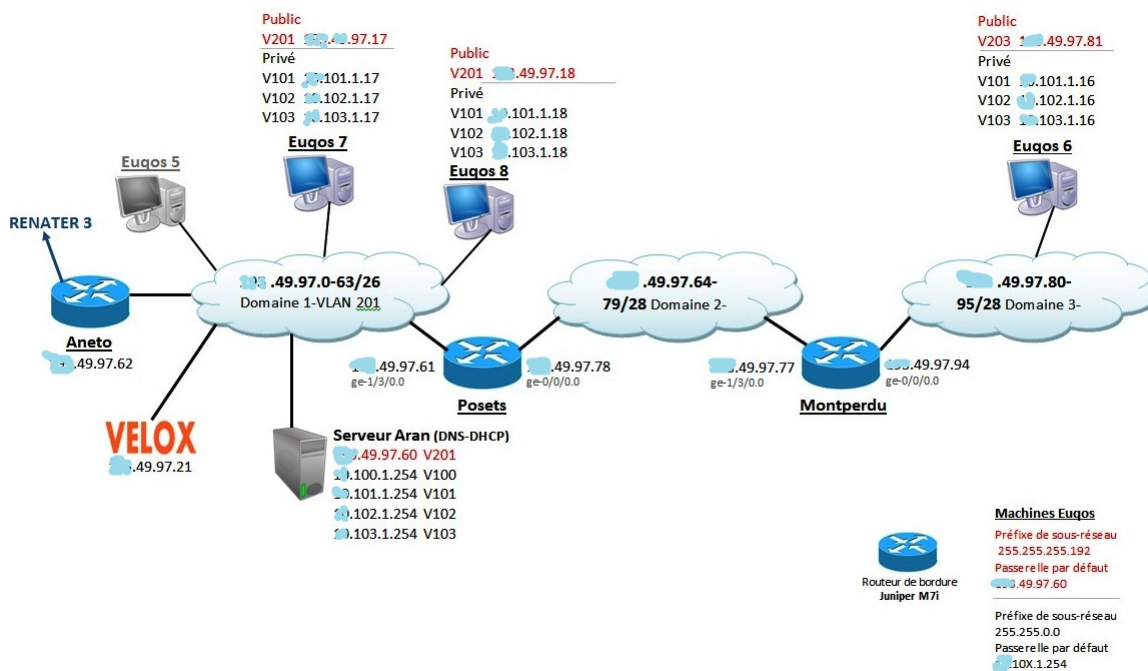 Public
V201 .97.17
Privé
V101 .101.1.17
V102 .102.1.17
V103 .103.1.17
Euqos 7
Public
V201 .49.97.18
Privé
V101 .101.1.18
V102 .102.1.18
V103 .103.1.18
Euqos 8
Public
V203 .49.97.81
Privé
V101 .101.1.16
V102 .102.1.16
V103 .103.1.16
Euqos 6
Euqos 5
RENATER 3
.49.97.0-63/26
Domaine 1-VLAN 201
.49.97.64-
79/28 Domaine 2-
.49.97.80-
95/28 Domaine 3-
Aneto
.49.97.62
.49.97.61
ge-1/3/0.0
.49.97.78
ge-0/0/0.0
Posets
.49.97.77
ge-1/3/0.0
.49.97.94
ge-0/0/0.0
Montperdu
VELOX
.49.97.21
Serveur Aran (DNS-DHCP)
.49.97.60 V201
.100.1.254 V100
.101.1.254 V101
.102.1.254 V102
.103.1.254 V103
Routeur de bordure
Juniper M7i
Machines Euqos
Préfixe de sous-réseau
255.255.255.192
Passerelle par défaut
.49.97.60
Préfixe de sous-réseau
255.255.0.0
Passerelle par défaut
.10X.1.254